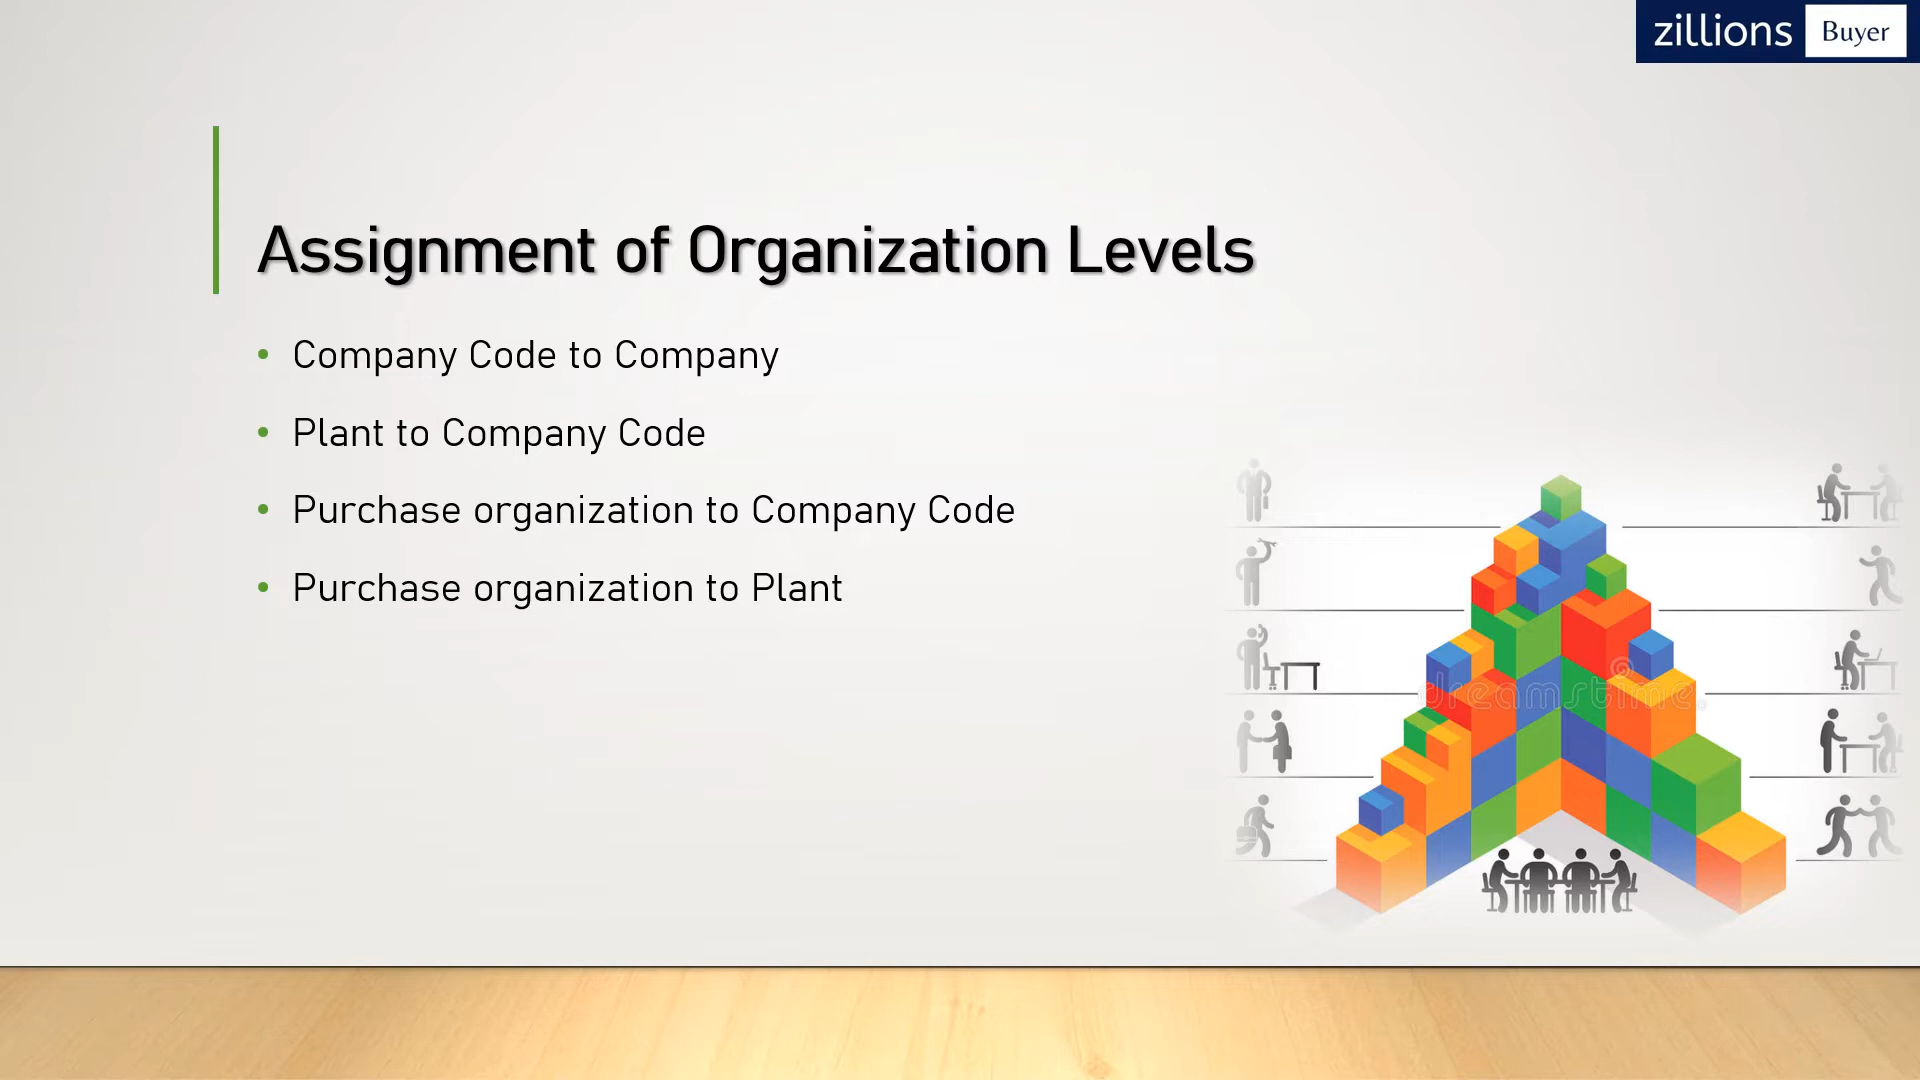 zillions Buyer
Assignment of Organization Levels
• Company Code to Company
• Plant to Company Code
• Purchase organization to Company Code
• Purchase organization to Plant
dreamstime